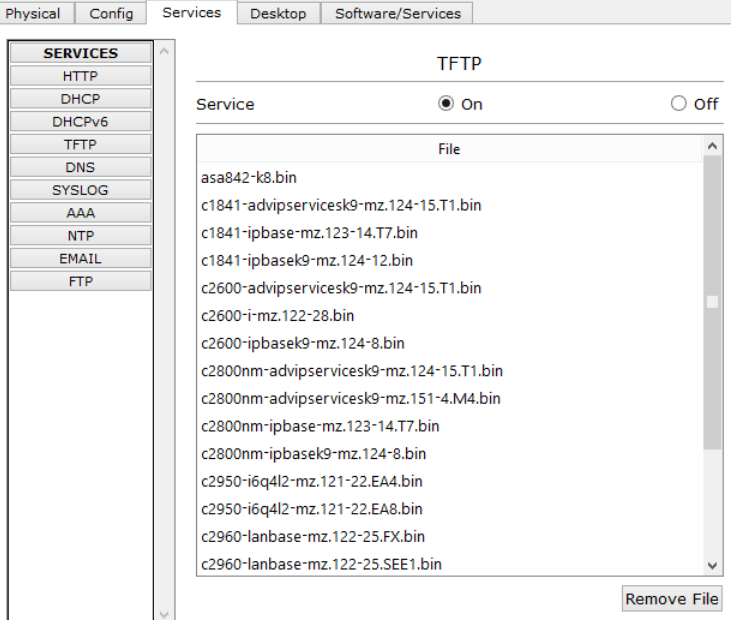 Physical Config Services Desktop Software/Services
SERVICES
HTTP
DHCP
DHCPv6
TFTP
DNS
SYSLOG
AAA
NTP
EMAIL
FTP
TFTP
Service On Off
File
asa842-k8.bin
c1841-advipservicesk9-mz.124-15.T1.bin
c1841-ipbase-mz.123-14.T7.bin
c1841-ipbasek9-mz.124-12.bin
c2600-advipservicesk9-mz.124-15.T1.bin
c2600-i-mz.122-28.bin
c2600-ipbasek9-mz.124-8.bin
c2800nm-advipservicesk9-mz.124-15.T1.bin
c2800nm-advipservicesk9-mz.151-4.M4.bin
c2800nm-ipbase-mz.123-14.T7.bin
c2800nm-ipbasek9-mz.124-8.bin
c2950-i6q4l2-mz.121-22.EA4.bin
c2950-i6q4l2-mz.121-22.EA8.bin
c2960-lanbase-mz.122-25.FX.bin
c2960-lanbase-mz.122-25.SEE1.bin
Remove File